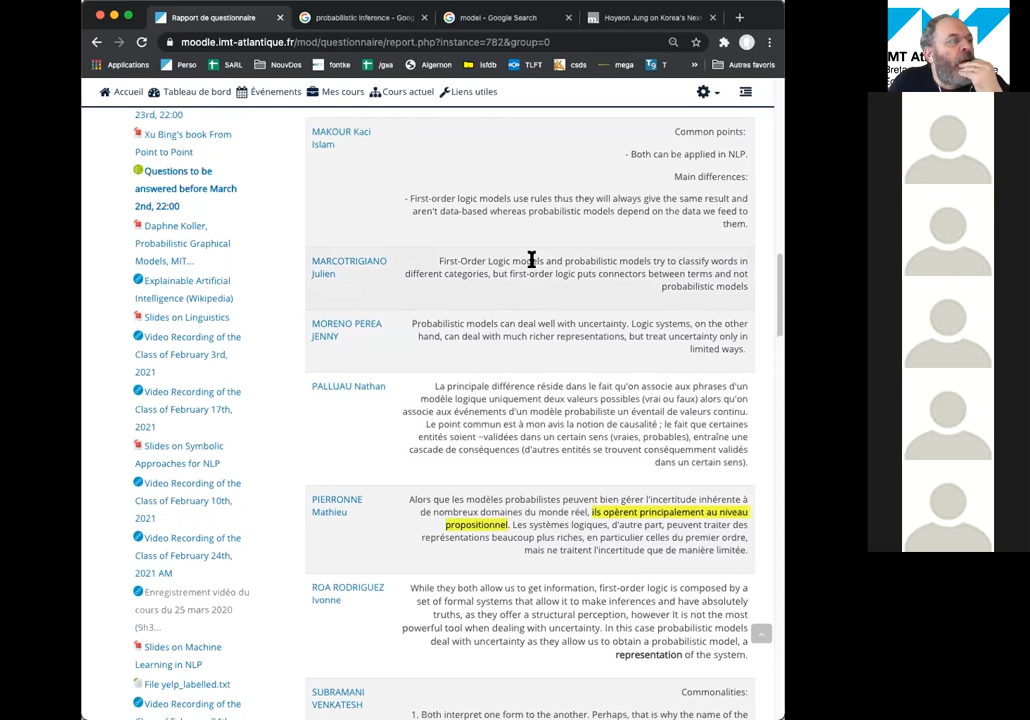 Rapport de questionnaire
probabilistic inference - Goog
model - Google Search
Hoyeon Jung on Korea's Nex
moodle.imt-atlantique.fr/mod/questionnaire/report.php?instance=782&group=0
Applications Perso SARL NouvDos fontke /gwa Algernon lsfdb TLFT csds mega T » Autres favoris
Accueil Tableau de bord Événements Mes cours Cours actuel Liens utiles
23rd, 22:00
Xu Bing's book From
Point to Point
Questions to be
answered before March
2nd, 22:00
Daphne Koller,
Probabilistic Graphical
Models, MIT...
Explainable Artificial
Intelligence (Wikipedia)
Slides on Linguistics
Video Recording of the
Class of February 3rd,
2021
Video Recording of the
Class of February 17th,
2021
Slides on Symbolic
Approaches for NLP
Video Recording of the
Class of February 10th,
2021
Video Recording of the
Class of February 24th,
2021 AM
Enregistrement vidéo du
cours du 25 mars 2020
(9h3...
Slides on Machine
Learning in NLP
File yelp_labelled.txt
Video Recording of the
MAKOUR Kaci
Islam
Common points:
- Both can be applied in NLP.
Main differences:
- First-order logic models use rules thus they will always give the same result and
aren't data-based whereas probabilistic models depend on the data we feed to
them.
MARCOTRIGIANO
Julien
First-Order Logic models and probabilistic models try to classify words in
different categories, but first-order logic puts connectors between terms and not
probabilistic models
MORENO PEREA
JENNY
Probabilistic models can deal well with uncertainty. Logic systems, on the other
hand, can deal with much richer representations, but treat uncertainty only in
limited ways.
PALLUAU Nathan
La principale différence réside dans le fait qu'on associe aux phrases d'un
modèle logique uniquement deux valeurs possibles (vrai ou faux) alors qu'on
associe aux événements d'un modèle probabiliste un éventail de valeurs continu.
Le point commun est à mon avis la notion de causalité ; le fait que certaines
entités soient ~validées dans un certain sens (vraies, probables), entraîne une
cascade de conséquences (d'autres entités se trouvent conséquemment validés
dans un certain sens).
PIERRONNE
Mathieu
Alors que les modèles probabilistes peuvent bien gérer l'incertitude inhérente à
de nombreux domaines du monde réel, ils opèrent principalement au niveau
propositionnel. Les systèmes logiques, d'autre part, peuvent traiter des
représentations beaucoup plus riches, en particulier celles du premier ordre,
mais ne traitent l'incertitude que de manière limitée.
ROA RODRIGUEZ
Ivonne
While they both allow us to get information, first-order logic is composed by a
set of formal systems that allow it to make inferences and have absolutely
truths, as they offer a structural perception, however It is not the most
powerful tool when dealing with uncertainty. In this case probabilistic models
deal with uncertainty as they allow us to obtain a probabilistic model, a
representation of the system.
SUBRAMANI
VENKATESH
Commonalities:
1. Both interpret one form to the another. Perhaps, that is why the name of the